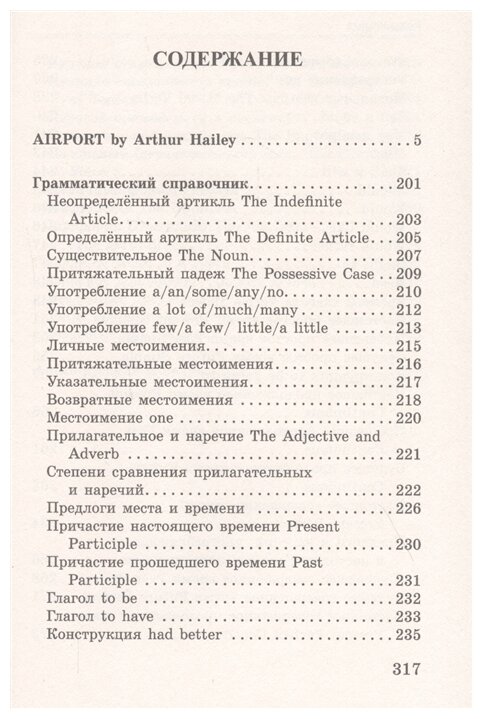 СОДЕРЖАНИЕ
AIRPORT by Arthur Hailey . . . . . . . . . . . . . . . . . . . . 5
Грамматический справочник. . . . . . . . . . . . . . . . . 201
Неопределённый артикль The Indefinite
Article. . . . . . . . . . . . . . . . . . . . . . . . . . . . . . . . 203
Определённый артикль The Definite Article. . . 205
Существительное The Noun. . . . . . . . . . . . . . . . . 207
Притяжательный падеж The Possessive Case . . 209
Употребление a/an/some/any/no. . . . . . . . . . . . . 210
Употребление a lot of/much/many . . . . . . . . . . . 212
Употребление few/a few/ little/a little . . . . . . . . 213
Личные местоимения. . . . . . . . . . . . . . . . . . . . . . 215
Притяжательные местоимения . . . . . . . . . . . . . . 216
Указательные местоимения. . . . . . . . . . . . . . . . . 217
Возвратные местоимения . . . . . . . . . . . . . . . . . . 218
Местоимение one . . . . . . . . . . . . . . . . . . . . . . . . . 220
Прилагательное и наречие The Adjective and
Adverb . . . . . . . . . . . . . . . . . . . . . . . . . . . . . . . 221
Степени сравнения прилагательных
и наречий. . . . . . . . . . . . . . . . . . . . . . . . . . . . . 222
Предлоги места и времени . . . . . . . . . . . . . . . . . 226
Причастие настоящего времени Present
Participle . . . . . . . . . . . . . . . . . . . . . . . . . . . . . 230
Причастие прошедшего времени Past
Participle . . . . . . . . . . . . . . . . . . . . . . . . . . . . . 231
Глагол to be . . . . . . . . . . . . . . . . . . . . . . . . . . . . . 232
Глагол to have . . . . . . . . . . . . . . . . . . . . . . . . . . . 233
Конструкция had better . . . . . . . . . . . . . . . . . . . . 235
317